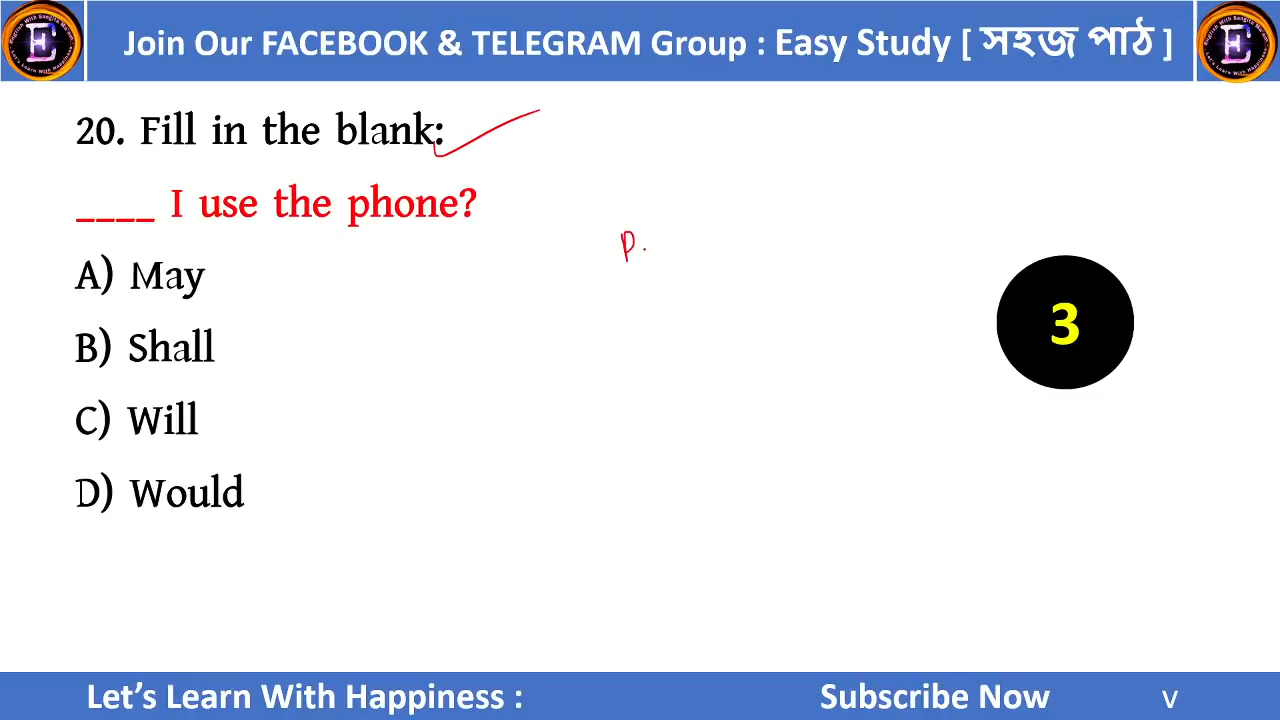 Join Our FACEBOOK & TELEGRAM Group : Easy Study [ সহজ পাঠ ]
20. Fill in the blank:
____ I use the phone?
P.
A) May
3
B) Shall
C) Will
D) Would
Let's Learn With Happiness :
Subscribe Now
v